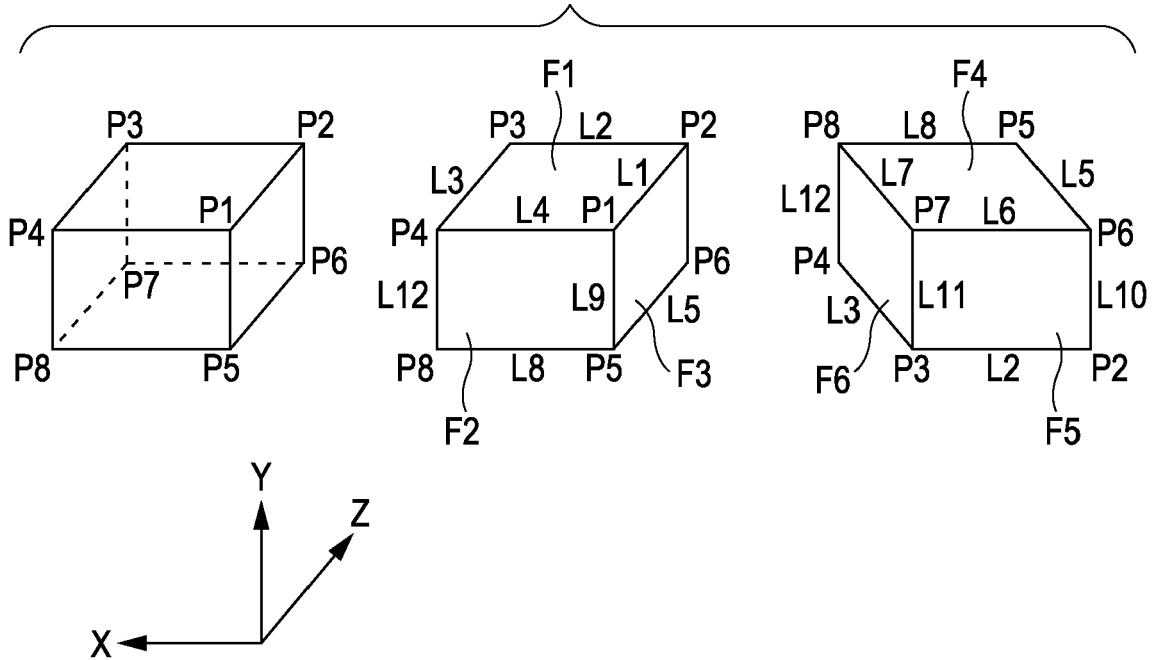 F1 F4
P3 P2 P3 L2 P2 P8 L8 P5
L3 L1 L7 L5
P4 P1 P4 L4 P1 L12 P7 L6 P6
P7 P6 P6 P4
L12 L9 L5 L3 L11 L10
P8 P5 P8 L8 P5 F3 F6 P3 L2 P2
F2 F5
Y
Z
X